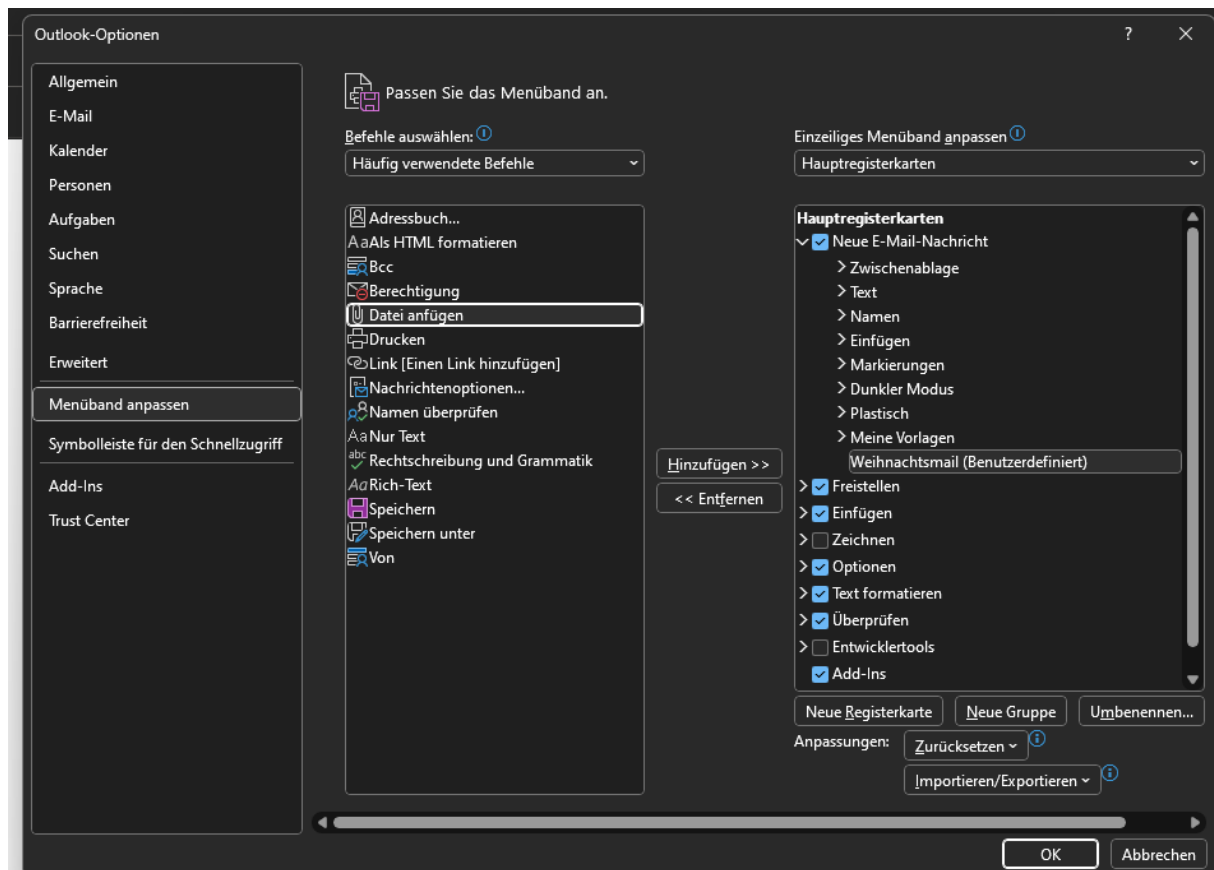 Outlook-Optionen
?
Allgemein
E-Mail
Kalender
Personen
Aufgaben
Suchen
Sprache
Barrierefreiheit
Erweitert
Menüband anpassen
Symbolleiste für den Schnellzugriff
Add-Ins
Trust Center
Passen Sie das Menüband an.
Befehle auswählen:
Häufig verwendete Befehle
Adressbuch...
Als HTML formatieren
Bcc
Berechtigung
Datei anfügen
Drucken
Link [Einen Link hinzufügen]
Nachrichtenoptionen...
Namen überprüfen
Nur Text
Rechtschreibung und Grammatik
Rich-Text
Speichern
Speichern unter
Von
Hinzufügen >>
<< Entfernen
Einzeiliges Menüband anpassen
Hauptregisterkarten
Hauptregisterkarten
Neue E-Mail-Nachricht
Zwischenablage
Text
Namen
Einfügen
Markierungen
Dunkler Modus
Plastisch
Meine Vorlagen
Weihnachtsmail (Benutzerdefiniert)
Freistellen
Einfügen
Zeichnen
Optionen
Text formatieren
Überprüfen
Entwicklertools
Add-Ins
Neue Registerkarte
Neue Gruppe
Umbenennen...
Anpassungen:
Zurücksetzen
Importieren/Exportieren
OK
Abbrechen